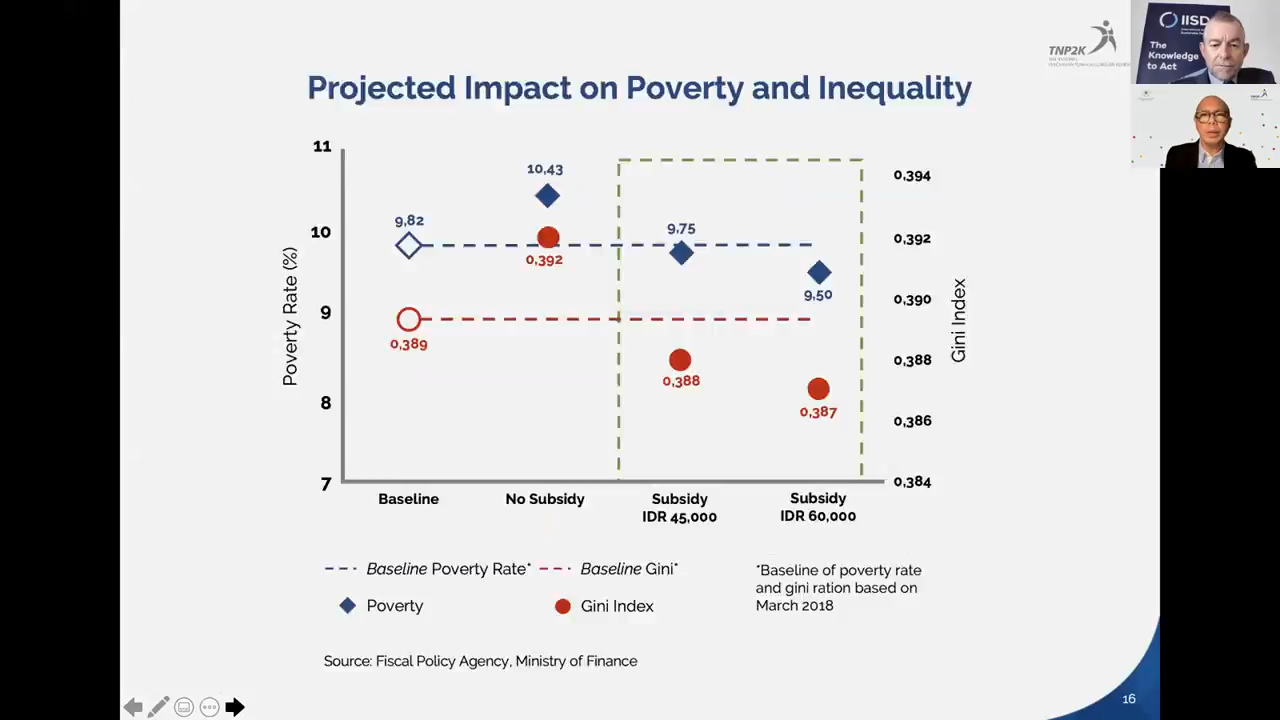 TNP2K
IISD
The
Knowledge
to Act
Projected Impact on Poverty and Inequality
11
10
9
8
7
Poverty Rate (%)
9,82
10,43
9,75
9,50
0,389
0,392
0,388
0,387
0,394
0,392
0,390
0,388
0,386
0,384
Gini Index
Baseline
No Subsidy
Subsidy
IDR 45,000
Subsidy
IDR 60,000
Baseline Poverty Rate*
Baseline Gini*
Poverty
Gini Index
*Baseline of poverty rate
and gini ration based on
March 2018
Source: Fiscal Policy Agency, Ministry of Finance
16